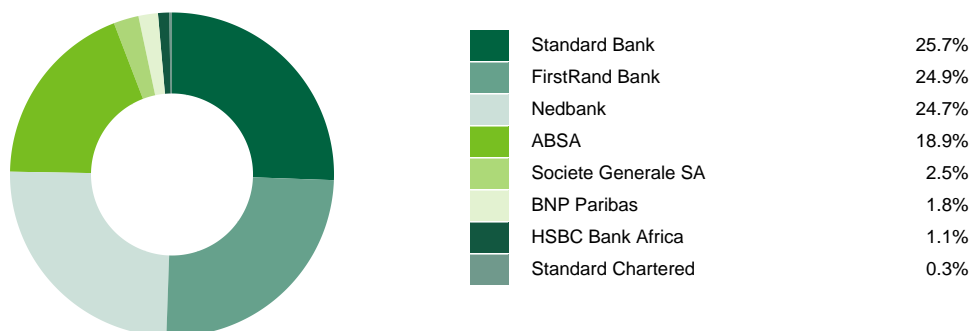 Standard Bank 25.7%
FirstRand Bank 24.9%
Nedbank 24.7%
ABSA 18.9%
Societe Generale SA 2.5%
BNP Paribas 1.8%
HSBC Bank Africa 1.1%
Standard Chartered 0.3%